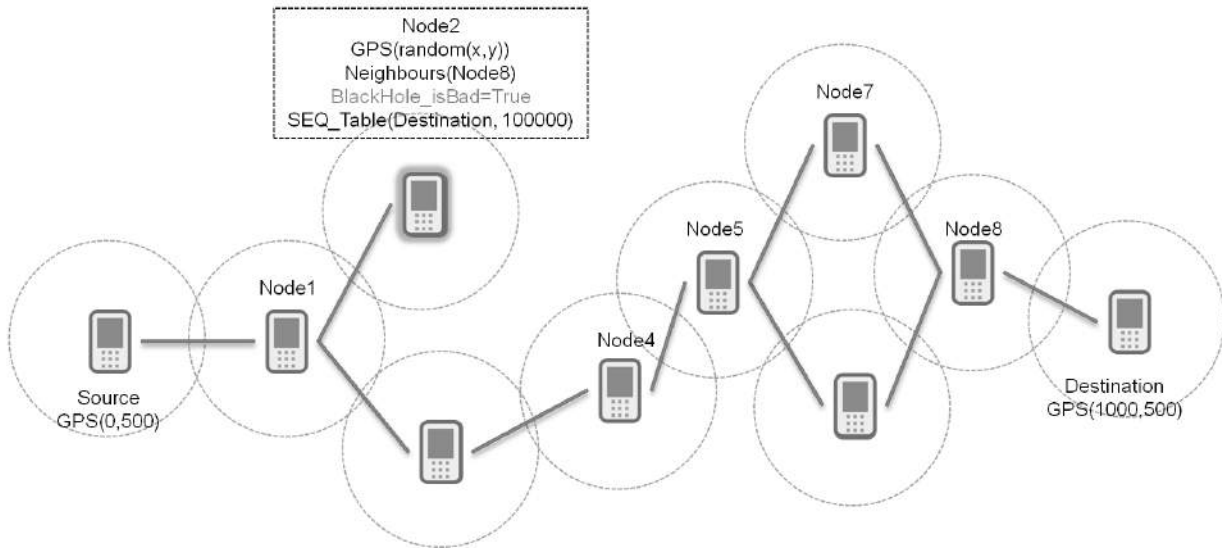 Node2
GPS(random(x,y))
Neighbours(Node8)
BlackHole_isBad=True
SEQ_Table(Destination, 100000)
Node7
Node5
Node8
Node1
Node4
Source
GPS(0,500)
Destination
GPS(1000,500)